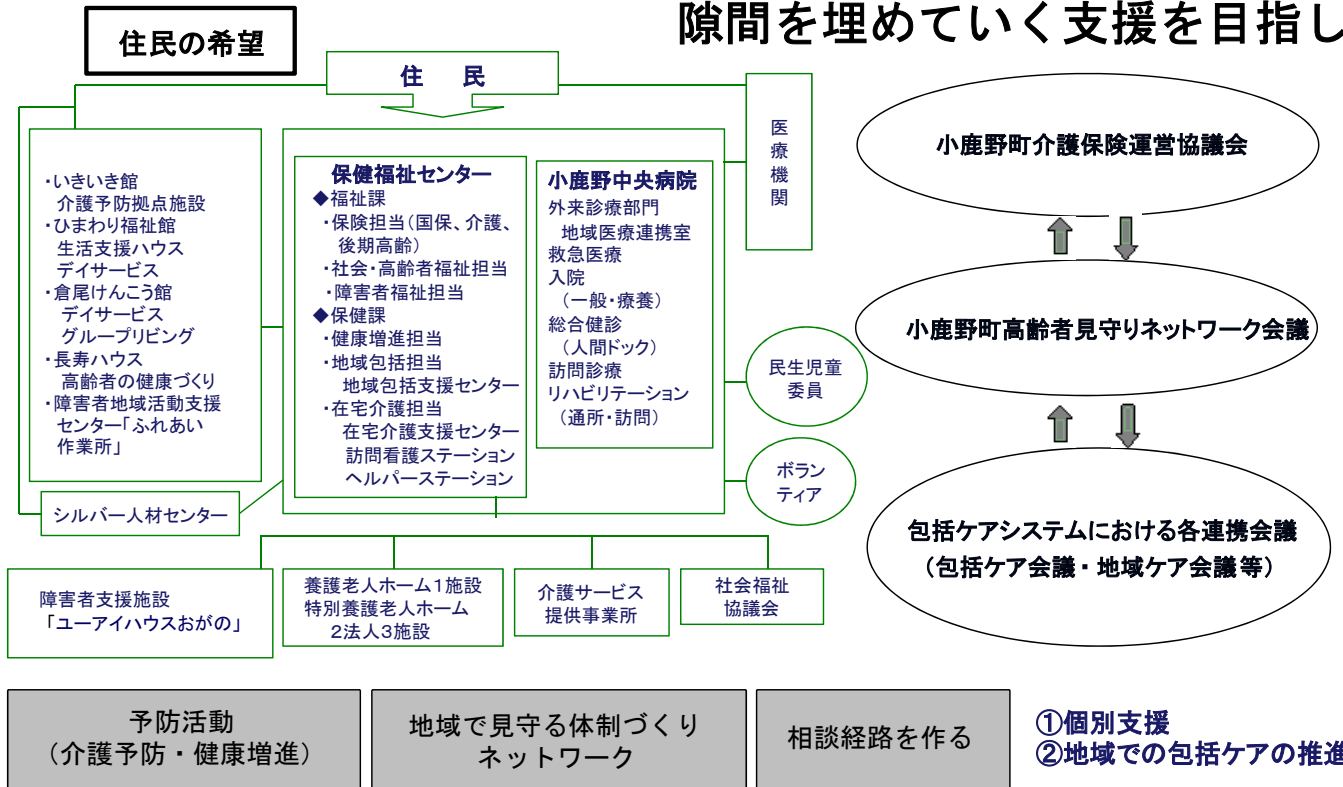 隙間を埋めていく支援を目指し
住民の希望
住　民
・いきいき館
介護予防拠点施設
・ひまわり福祉館
生活支援ハウス
デイサービス
・倉尾けんこう館
デイサービス
グループリビング
・長寿ハウス
高齢者の健康づくり
・障害者地域活動支援
センター「ふれあい
作業所」
シルバー人材センター
保健福祉センター
◆福祉課
・保険担当(国保、介護、
後期高齢)
・社会・高齢者福祉担当
・障害者福祉担当
◆保健課
・健康増進担当
・地域包括担当
地域包括支援センター
・在宅介護担当
在宅介護支援センター
訪問看護ステーション
ヘルパーステーション
小鹿野中央病院
外来診療部門
地域医療連携室
救急医療
入院
(一般・療養)
総合健診
(人間ドック)
訪問診療
リハビリテーション
(通所・訪問)
医療機関
民生児童
委員
ボラン
ティア
障害者支援施設
「ユーアイハウスおがの」
養護老人ホーム1施設
特別養護老人ホーム
2法人3施設
介護サービス
提供事業所
社会福祉
協議会
小鹿野町介護保険運営協議会
小鹿野町高齢者見守りネットワーク会議
包括ケアシステムにおける各連携会議
(包括ケア会議・地域ケア会議等)
予防活動
(介護予防・健康増進)
地域で見守る体制づくり
ネットワーク
相談経路を作る
①個別支援
②地域での包括ケアの推進